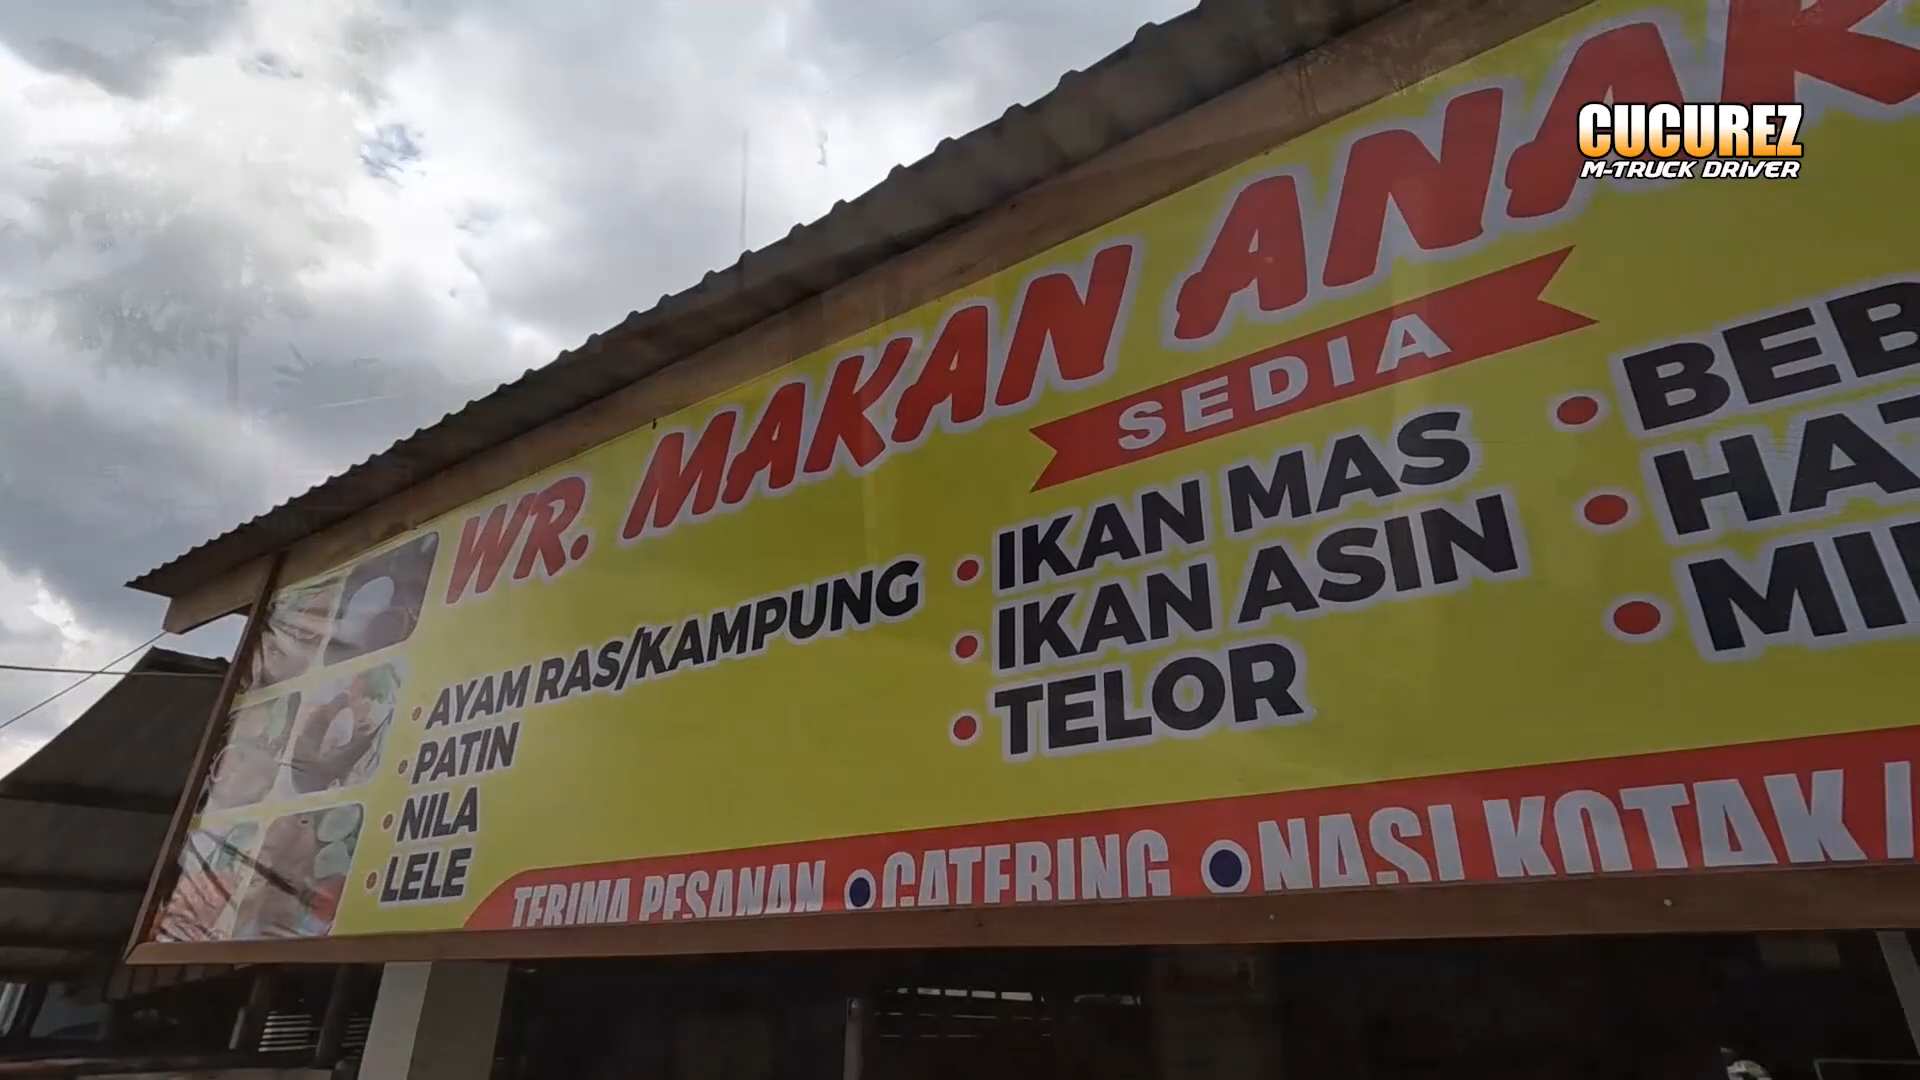 CUCUREZ
M-TRUCK DRIVER
WR. MAKAN ANAK
SEDIA
• AYAM RAS/KAMPUNG
• PATIN
• NILA
• LELE
• IKAN MAS
• IKAN ASIN
• TELOR
TERIMA PESANAN • CATERING • NASI KOTAK /